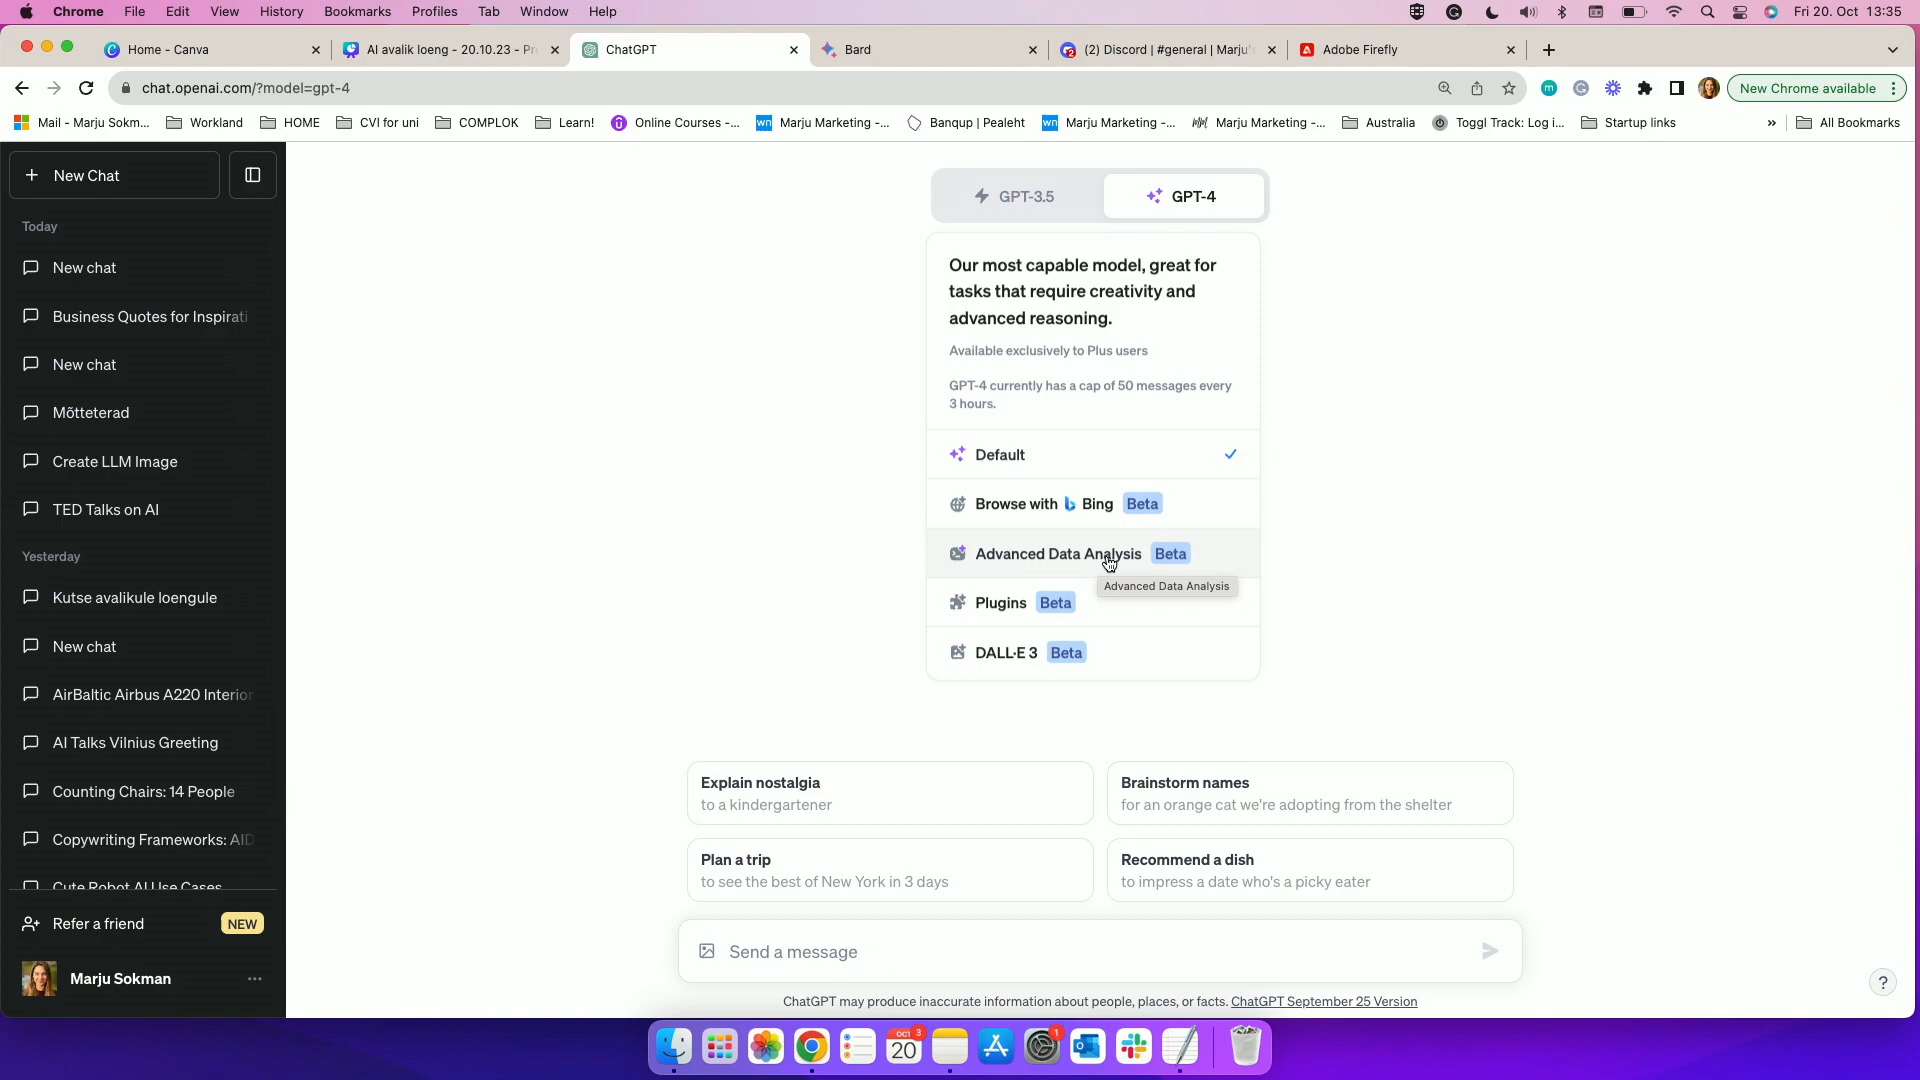 Chrome File Edit View History Bookmarks Profiles Tab Window Help Fri 20. Oct 13:35
Home - Canva AI avalik loeng - 20.10.23 - Pr ChatGPT Bard (2) Discord | #general | Marju' Adobe Firefly
chat.openai.com/?model=gpt-4 New Chrome available
Mail - Marju Sokm... Workland HOME CVI for uni COMPLOK Learn! Online Courses -... Marju Marketing -... Banqup | Pealeht Marju Marketing -... Marju Marketing -... Australia Toggl Track: Log i... Startup links » All Bookmarks
New Chat
Today
New chat
Business Quotes for Inspirati
New chat
Mõtteterad
Create LLM Image
TED Talks on AI
Yesterday
Kutse avalikule loengule
New chat
AirBaltic Airbus A220 Interior
AI Talks Vilnius Greeting
Counting Chairs: 14 People
Copywriting Frameworks: AID
Cute Robot AI Use Cases
Refer a friend NEW
Marju Sokman
GPT-3.5 GPT-4
Our most capable model, great for
tasks that require creativity and
advanced reasoning.
Available exclusively to Plus users
GPT-4 currently has a cap of 50 messages every
3 hours.
Default
Browse with Bing Beta
Advanced Data Analysis Beta
Advanced Data Analysis
Plugins Beta
DALL·E 3 Beta
Explain nostalgia
to a kindergartener
Brainstorm names
for an orange cat we're adopting from the shelter
Plan a trip
to see the best of New York in 3 days
Recommend a dish
to impress a date who's a picky eater
Send a message
ChatGPT may produce inaccurate information about people, places, or facts. ChatGPT September 25 Version
?
OCT 20 3
1